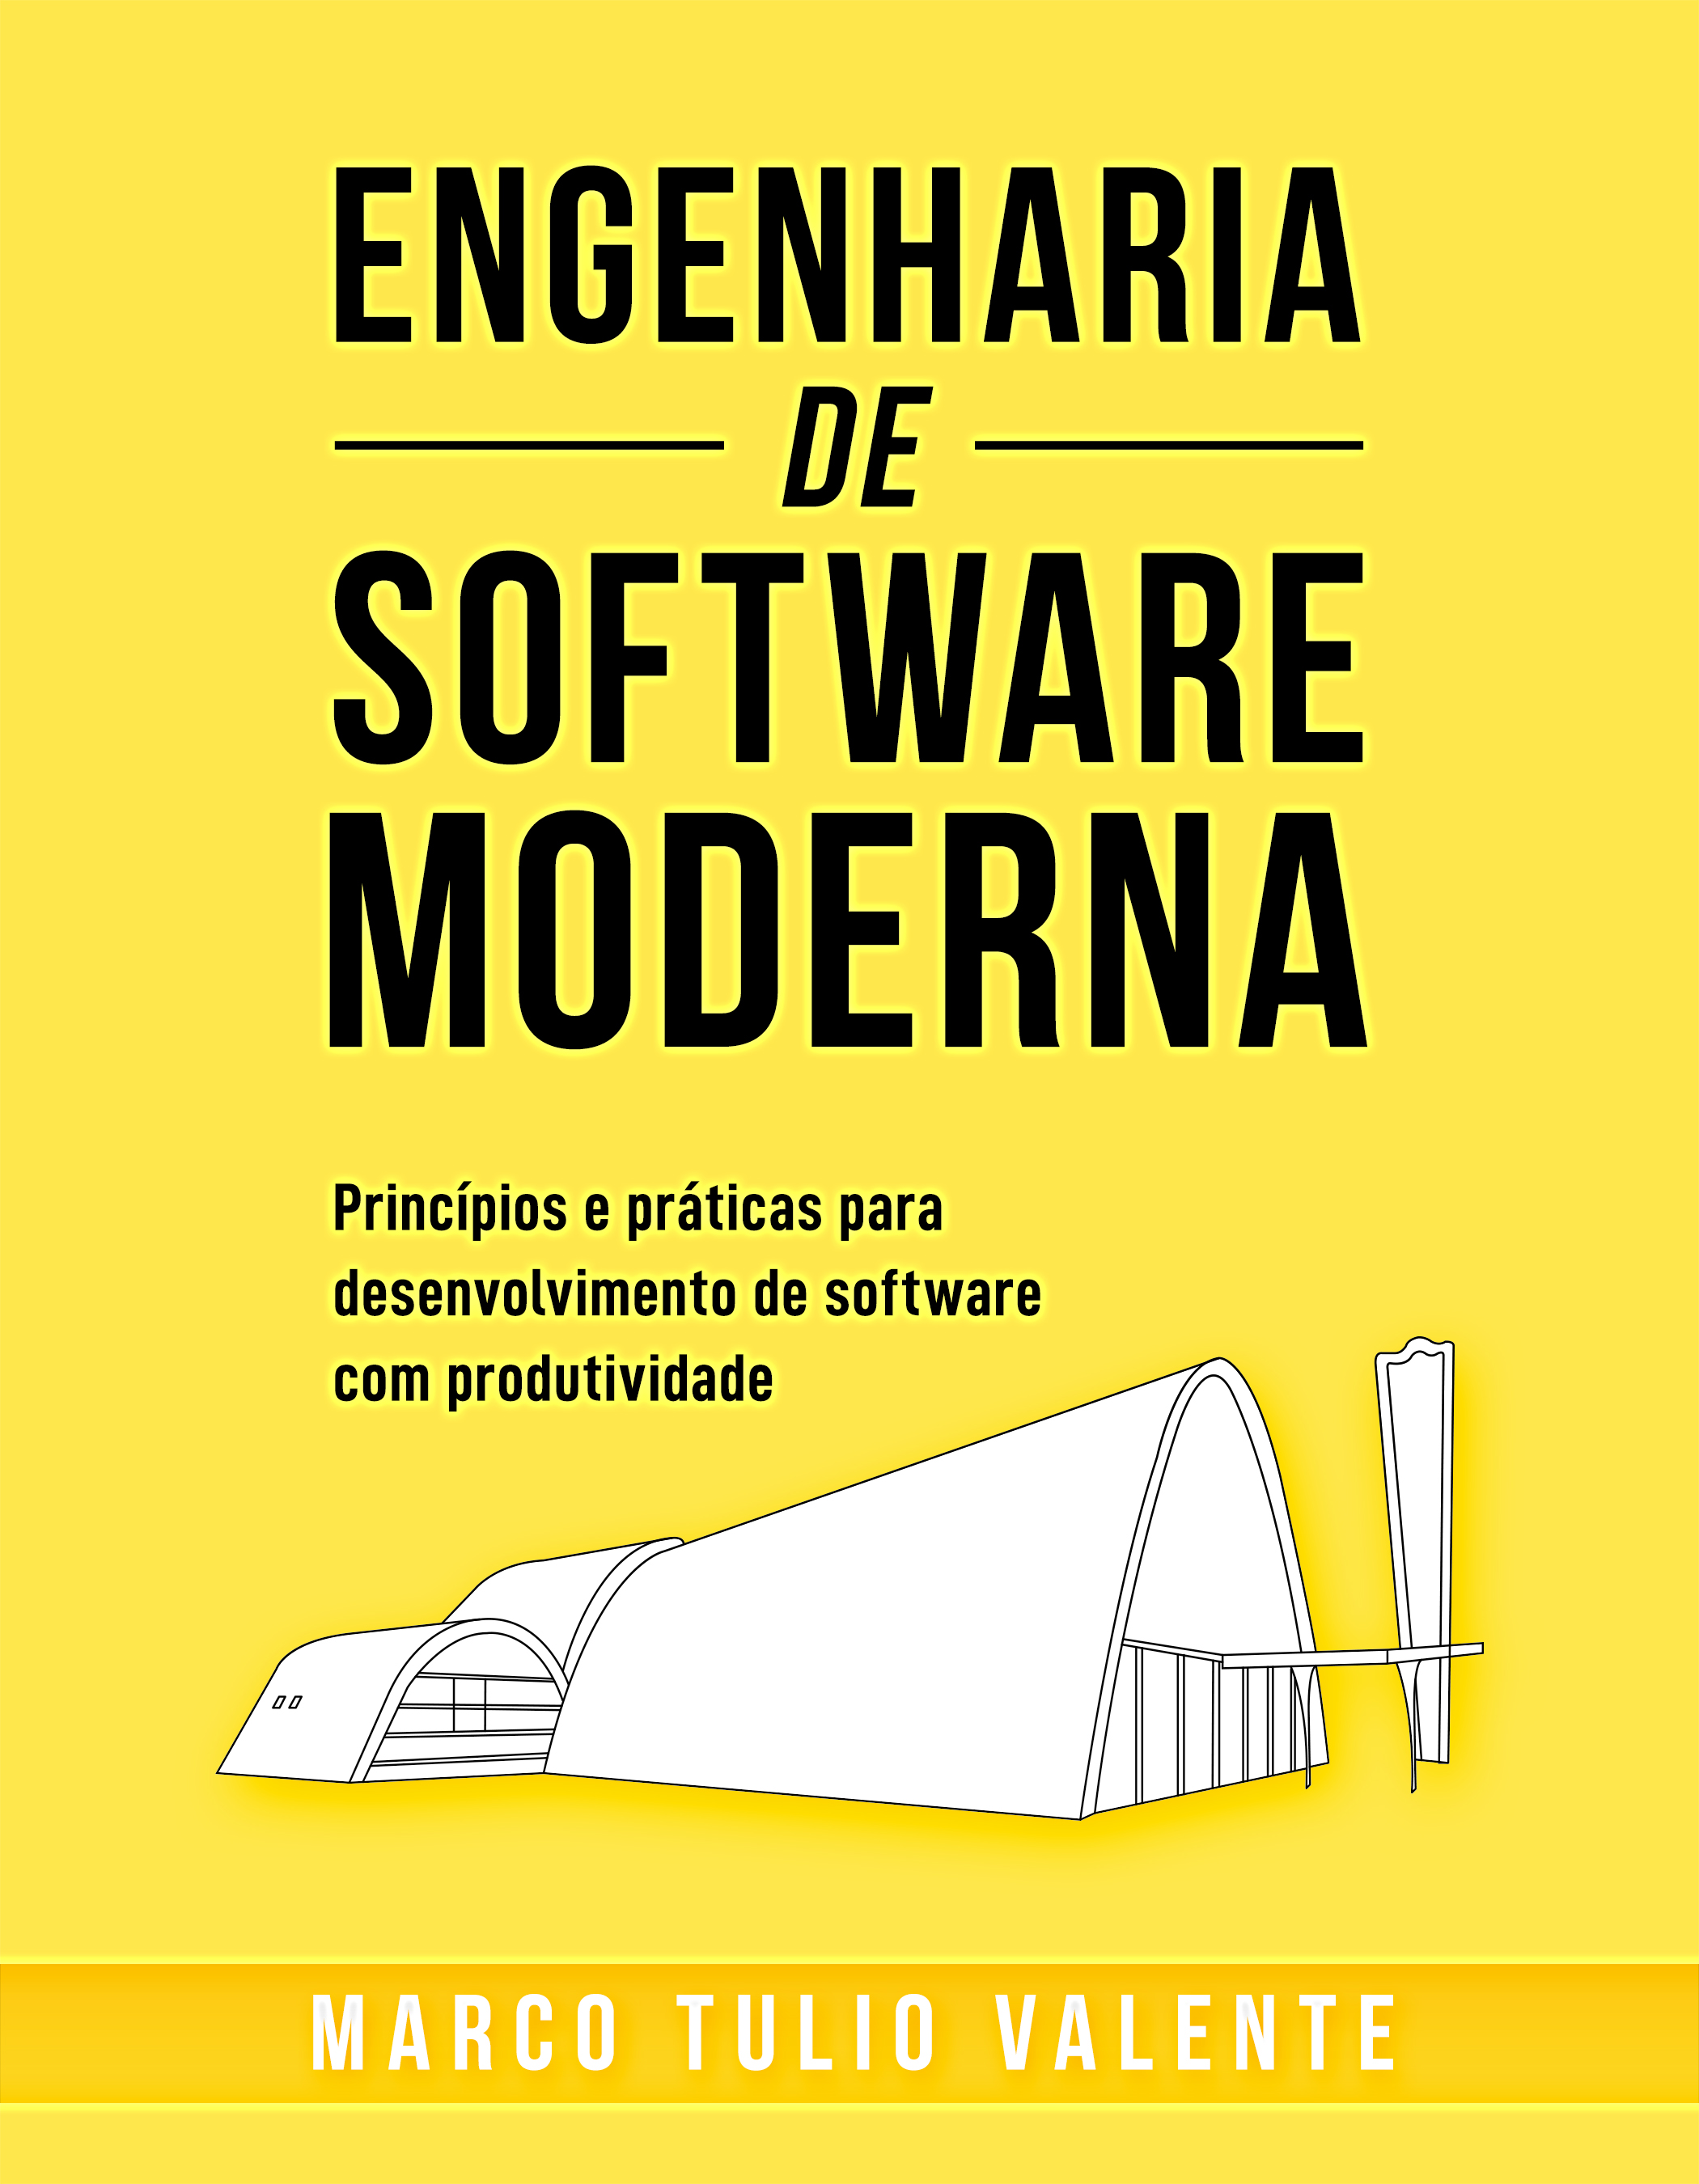 ENGENHARIA
DE
SOFTWARE
MODERNA
Princípios e práticas para
desenvolvimento de software
com produtividade
MARCO TULIO VALENTE